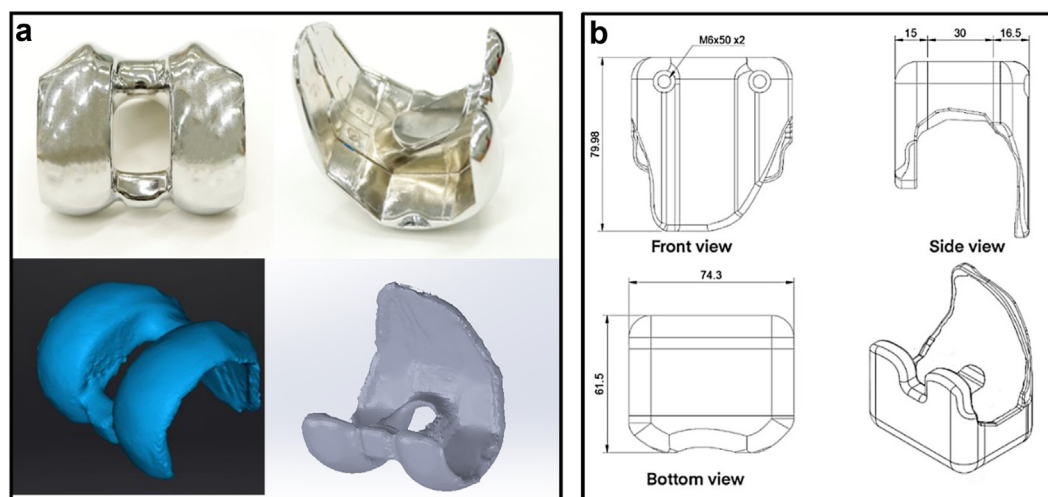 a
b
M6x50 x2
15
30
16.5
79.98
Front view
Side view
74.3
61.5
Bottom view